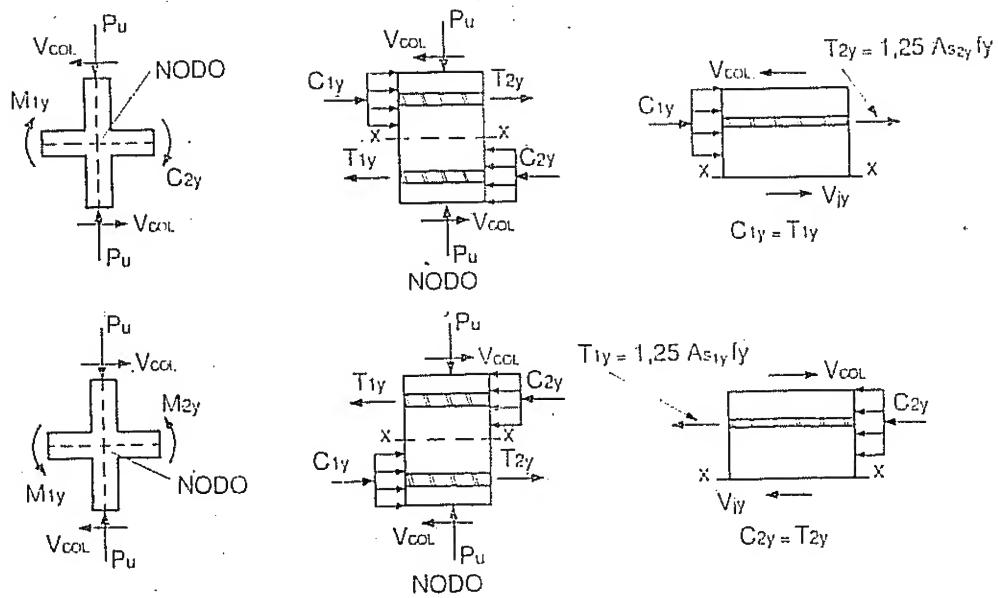 Pu
VCOL
NODO
M1y
C2y
VCOL
Pu
Pu
VCOL
C1y
T2y
X X
T1y
C2y
VCOL
Pu
NODO
T2y = 1,25 As2y fy
VCOL
C1y
X X
Vjy
C1y = T1y
Pu
VCOL
M2y
M1y
NODO
VCOL
Pu
Pu
VCOL
T1y
C2y
X X
C1y
T2y
VCOL
Pu
NODO
T1y = 1,25 As1y fy
VCOL
C2y
X X
Vjy
C2y = T2y